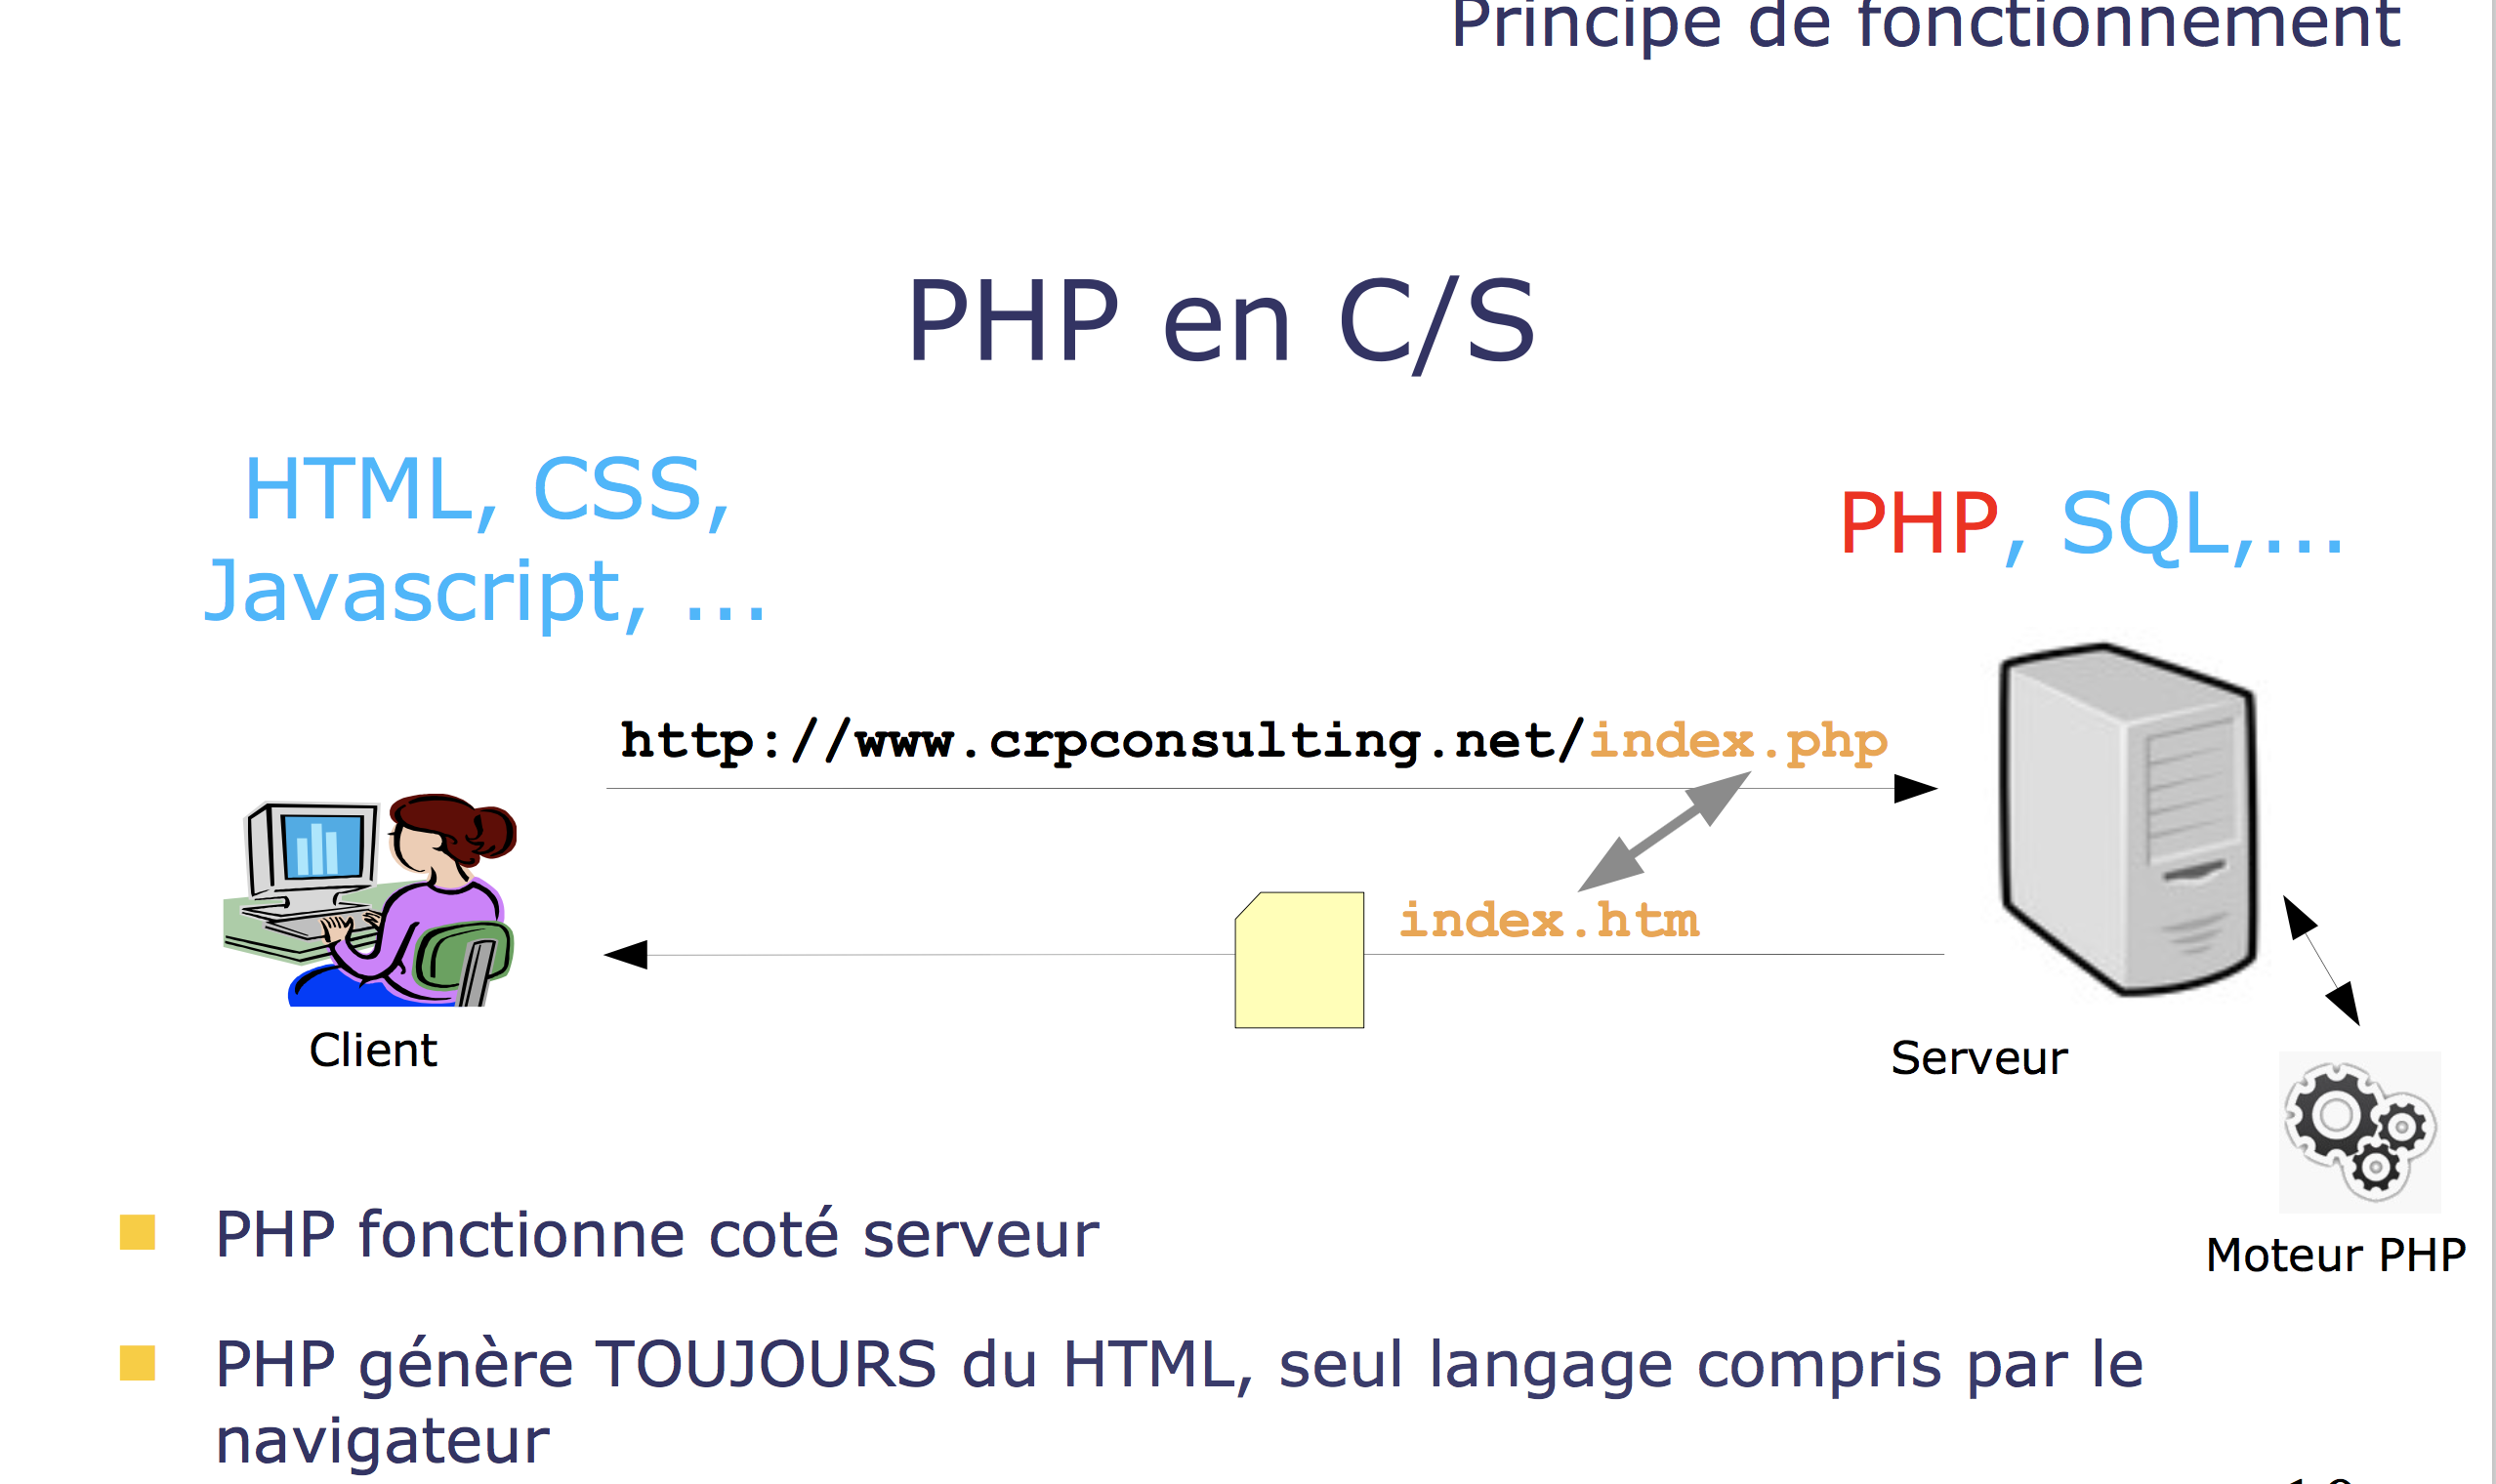 Principe de fonctionnement
PHP en C/S
HTML, CSS,
Javascript, ...
PHP, SQL,...
http://www.crpconsulting.net/index.php
index.htm
Client
Serveur
Moteur PHP
PHP fonctionne coté serveur
PHP génère TOUJOURS du HTML, seul langage compris par le
navigateur